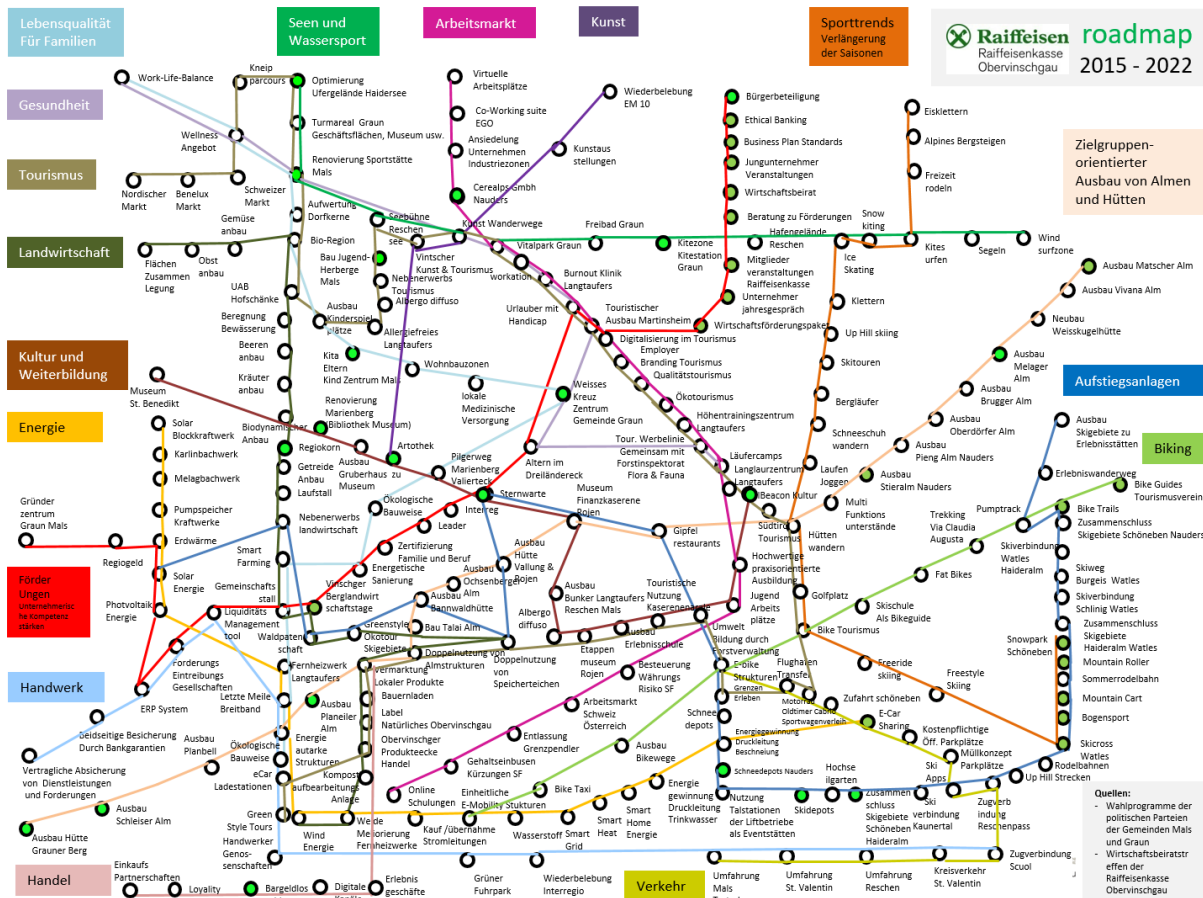 Lebensqualität
Für Familien
Seen und
Wassersport
Arbeitsmarkt
Kunst
Sporttrends
Verlängerung
der Saisonen
Raiffeisen
Raiffeisenkasse
Obervinschgau
roadmap
2015 - 2022
Gesundheit
Tourismus
Landwirtschaft
Kultur und
Weiterbildung
Energie
Förder
Ungen
Unternemerisc
he Kompetenz
stärken
Handwerk
Handel
Verkehr
Zielgruppen-
orientierter
Ausbau von Almen
und Hütten
Aufstiegsanlagen
Biking
Work-Life-Balance
Kneip
parcours
Optimierung
Ufergelände Haidersee
Turmareal Graun
Geschäftsflächen, Museum usw.
Wellness
Angebot
Renovierung Sportstätte
Mals
Nordischer
Markt
Benelux
Markt
Schweizer
Markt
Aufwertung
Dorfkerne
Gemüse
anbau
Bio-Region
Flächen
Zusammen
Legung
Obst
anbau
Seebühne
Reschen
see
Bau Jugend-
Herberge
Mals
Vintscher
Kunst & Tourismus
Nebenerwerbs
Tourismus
Albergo diffuso
UAB
Hofschänke
Ausbau
Kinderspiel
plätze
Allergiefreies
Langtaufers
Beregnung
Bewässerung
Beeren
anbau
Kräuter
anbau
Kita
Eltern
Kind Zentrum Mals
Wohnbauzonen
lokale
Medizinische
Versorgung
Weisses
Kreuz
Zentrum
Gemeinde Graun
Virtuelle
Arbeitsplätze
Co-Working suite
EGO
Ansiedelung
Unternehmen
Industriezonen
Cerealps Gmbh
Nauders
Wiederbelebung
EM 10
Kunstaus
stellungen
Kunst Wanderwege
Vitalpark Graun
workation
Freibad Graun
Kitezone
Kitestation
Graun
Burnout Klinik
Langtaufers
Urlauber mit
Handicap
Touristischer
Ausbau Martinsheim
Bürgerbeteiligung
Ethical Banking
Business Plan Standards
Jungunternehmer
Veranstaltungen
Wirtschaftsbeirat
Beratung zu Förderungen
Hafenelände
Reschen
Mitglieder
veranstaltungen
Raiffeisenkasse
Unternehmer
jahresgespräch
Wirtschaftsförderungspaket
Digitalisierung im Tourismus
Employer
Branding Tourismus
Qualitätstourismus
Ökotourismus
Höhentrainingszentrum
Langtaufers
Tour. Werbelinie
Gemeinsam mit
Forstinspektorat
Flora & Fauna
Läufercamps
Langlaurzentrum
Langtaufers
IBeacon Kultur
Südtirol
Tourismus
Hochwertige
praxisorientierte
Ausbildung
Jugend
Arbeits
plätze
Eisklettern
Alpines Bergsteigen
Freizeit
rodeln
Snow
kiting
Ice
Skating
Kites
urfen
Segeln
Wind
surfzone
Klettern
Up Hill skiing
Skitouren
Bergläufer
Schneeschuh
wandern
Laufen
Joggen
Multi
Funktions
unterstände
Hütten
wandern
Golfplatz
Bike Tourismus
Ausbau Matscher Alm
Ausbau Vivana Alm
Neubau
Weisskugelhütte
Ausbau
Melager
Alm
Ausbau
Brugger Alm
Ausbau
Oberdörfer Alm
Ausbau
Pieng Alm Nauders
Ausbau
Stieralm Nauders
Ausbau
Skigebiete zu
Erlebnisstätten
Erlebniswanderweg
Bike Guides
Tourismusverein
Pumptrack
Bike Trails
Zusammenschluss
Skigebiete Schöneben Nauders
Trekking
Via Claudia
Augusta
Skiverbindung
Watles
Haideralm
Skiweg
Burgeis Watles
Fat Bikes
Skiverbindung
Schlinig Watles
Skischule
Als Bikeguide
Zusammenschluss
Skigebiete
Haideralm Watles
Snowpark
Schöneben
Mountain Roller
Sommerrodelbahn
Mountain Cart
Bogensport
Skicross
Watles
Rodelbahnen
Up Hill Strecken
Freeride
skiing
Freestyle
Skiing
Museum
St. Benedikt
Renovierung
Marienberg
(Bibliothek Museum)
Biodynamischer
Anbau
Regiokorn
Getreide
Anbau
Laufstall
Ausbau
Gruberhaus zu
Museum
Artothek
Pilgerweg
Marienberg
Valierteck
Sternwarte
Altern im
Dreiländereck
Museum
Finanzkaserene
Rojen
Gipfel
restaurants
Solar
Blockkraftwerk
Karlinbachwerk
Melagbachwerk
Pumpspeicher
Kraftwerke
Erdwärme
Gründer
zentrum
Graun Mals
Regiogeld
Solar
Energie
Photovoltaik
Energie
Nebenerwerbs
landwirtschaft
Smart
Farming
Gemeinschafts
stall
Ökologische
Bauweise
Interreg
Leader
Zertifizierung
Familie und Beruf
Energetische
Sanierung
Vinschger
Berglandwirt
schaftstage
Liquiditäts
Management
tool
Waldpaten
schaft
Greenstyle
Ökotour
Skigebiete
Ausbau
Bannwaldhütte
Bau Talai Alm
Ausbau
Ochsenberg
Alm
Ausbau
Hütte
Vallung &
Rojen
Ausbau
Bunker Langtaufers
Reschen Mals
Touristische
Nutzung
Kaserenenareale
Albergo
diffuso
Etappen
museum
Rojen
Ausbau
Erlebnisschule
Umwelt
Bildung durch
Forstverwaltung
Doppelnutzung
von
Speicherteichen
Doppelnutzung von
Almstrukturen
Vermarktung
Lokaler Produkte
Bauernladen
Label
Natürliches Obervinschgau
Obervinschger
Produkteecke
Handel
Forderungs
Eintreibungs
Gesellschaften
ERP System
Fernheizwerk
Langtaufers
Letzte Meile
Breitband
Ausbau
Planeiler
Alm
Beidseitige Besicherung
Durch Bankgarantien
Ausbau
Planbell
Ökologische
Bauweise
Energie
autarke
Strukturen
Vertragliche Absicherung
von Dienstleistungen
und Forderungen
eCar
Ladestationen
Kompost
aufbearbeitungs
Anlage
Ausbau
Schleiser Alm
Ausbau Hütte
Grauner Berg
Green
Style Tours
Wind
Energie
Weide
Meliorierung
Fernheizwerke
Handwerker
Genos-
senschaften
Einkaufs
Partnerschaften
Loyality
Bargeldlos
Digitale
Erlebnis
geschäfte
Besteuerung
Währungs
Risiko SF
Arbeitsmarkt
Schweiz
Österreich
Entlassung
Grenzpendler
Gehaltseinbusen
Kürzungen SF
Online
Schulungen
Ausbau
Bikewege
Bike Taxi
Einheitliche
E-Mobility Stukturen
Kauf /übernahme
Stromleitungen
Wasserstoff
Smart
Grid
Smart
Heat
Smart
Home
Energie
Energie
gewinnung
Druckleitung
Trinkwasser
E-bike
Strukturen
Grenzen
Erleben
Flughafen
Transfer
Motorrad
Oldtimer Cabrio
Sportwagenverleih
Zufahrt schöneben
Schnee
depots
Energiegewinnung
Druckleitung
Beschneiung
E-Car
Sharing
Kostenpflichtige
Öff. Parkplätze
Müllkonzept
Parkplätze
Schneedepots Nauders
Hochse
ilgarten
Ski
Apps
Nutzung
Talstationen
der Liftbetriebe
als Eventstätten
Skidepots
Zusammen
schluss
Skigebiete
Schöneben
Haideralm
Ski
verbindung
Kaunertal
Zugverb
indung
Reschenpass
Grüner
Fuhrpark
Wiederbelebung
Interregio
Umfahrung
Mals
Umfahrung
St. Valentin
Umfahrung
Reschen
Kreisverkehr
St. Valentin
Zugverbindung
Scuol
Quellen:
- Wahlprogramme der
politischen Parteien
der Gemeinden Mals
und Graun
- Wirtschaftsbeiratstr
effen der
Raiffeisenkasse
Obervinschgau